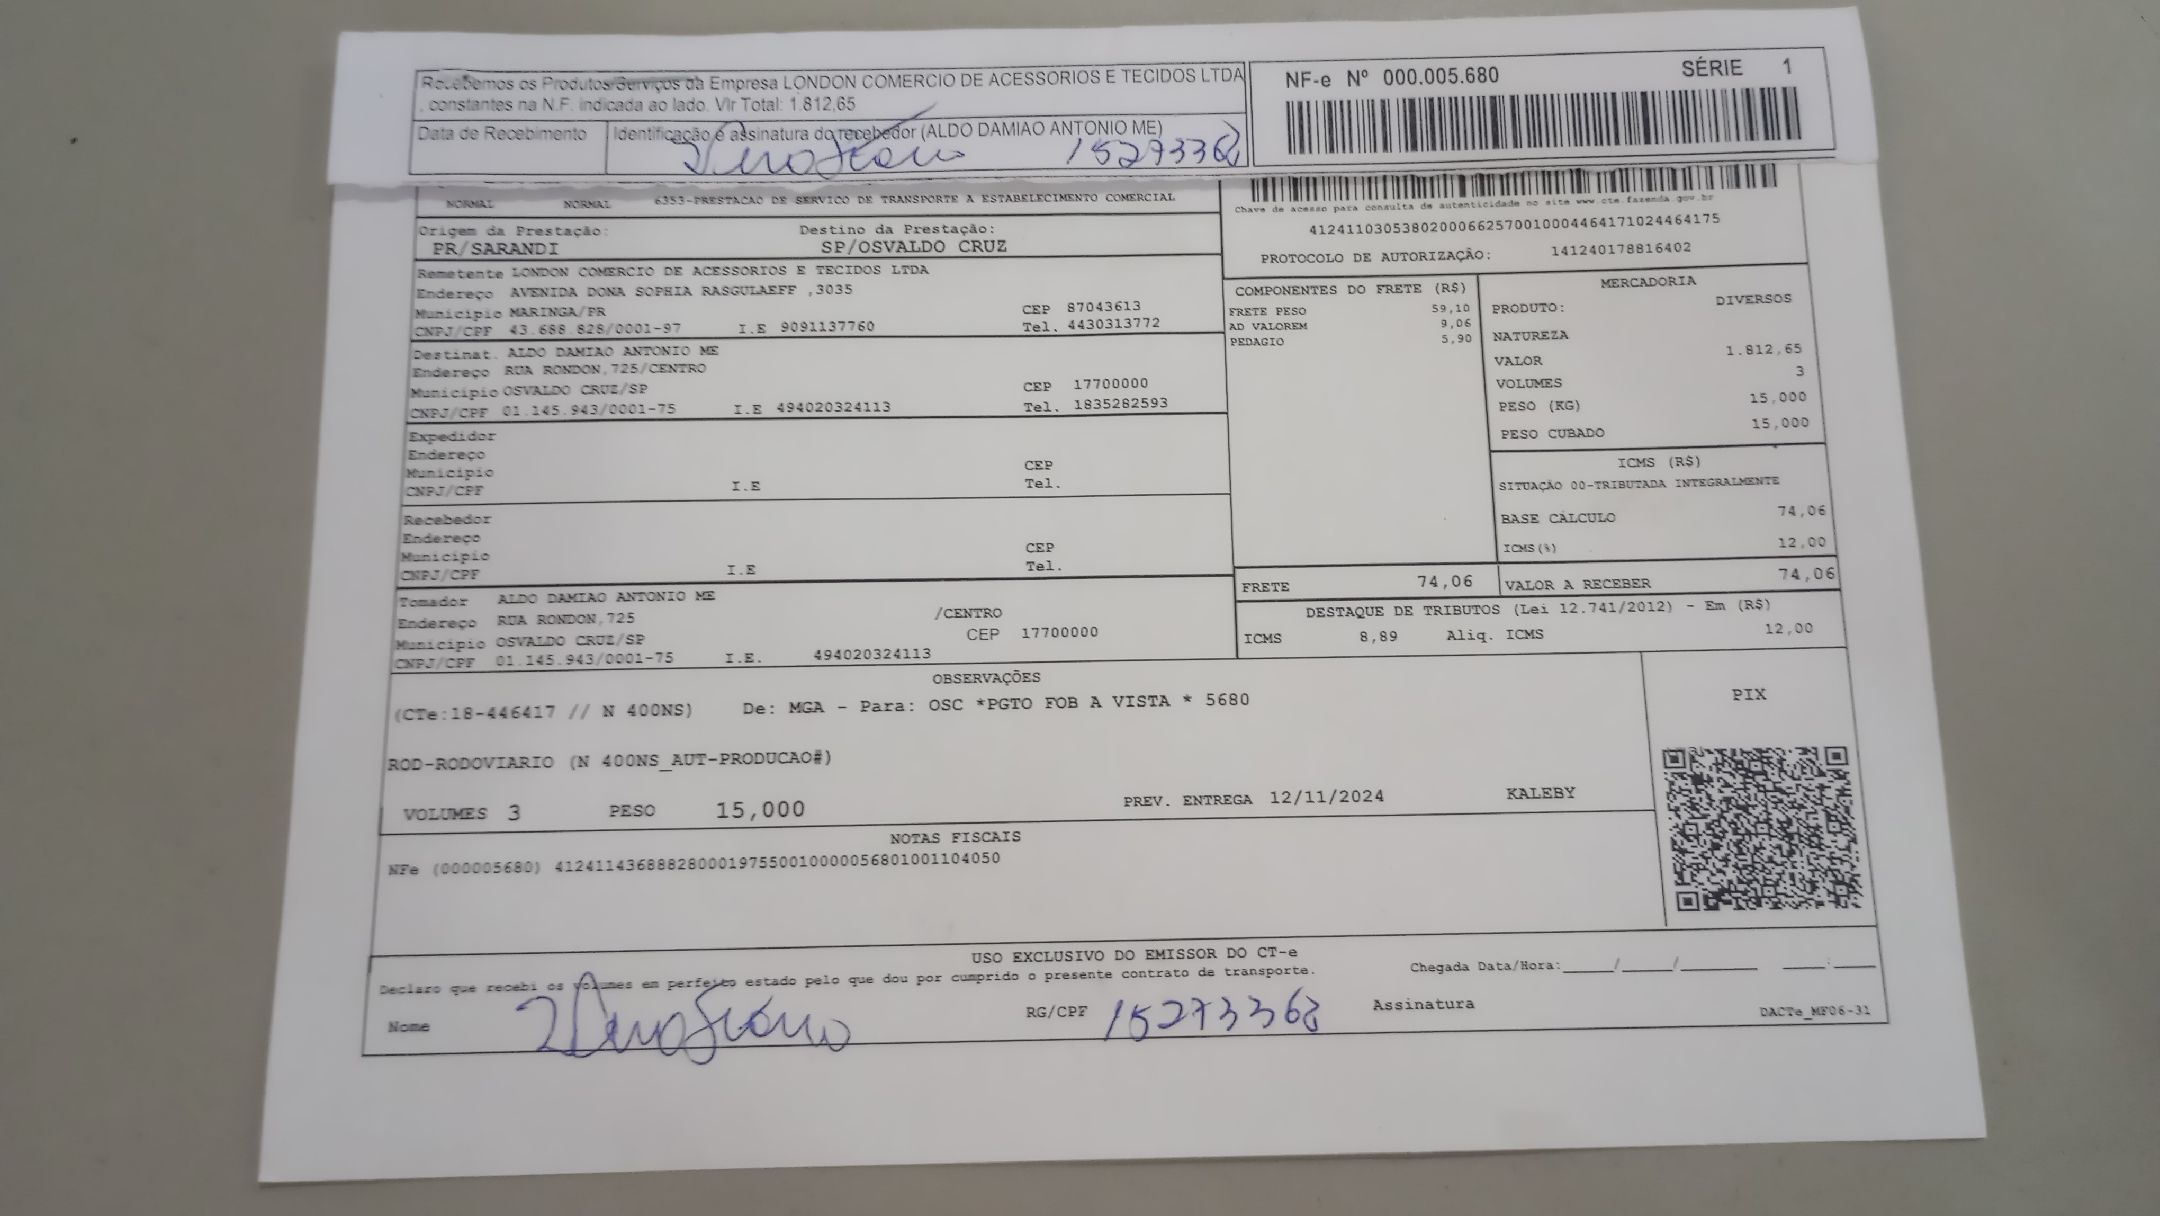 Recebemos os Produtos/Serviços da Empresa LONDON COMERCIO DE ACESSORIOS E TECIDOS LTDA
, constantes na N.F. indicada ao lado. Vlr Total: 1.812,65
Data de Recebimento
Identificação e assinatura do recebedor (ALDO DAMIAO ANTONIO ME)
15273368
NF-e Nº 000.005.680 SÉRIE 1
NORMAL NORMAL 6353-PRESTACAO DE SERVICO DE TRANSPORTE A ESTABELECIMENTO COMERCIAL
Chave de acesso para consulta de autenticidade no site www.cte.fazenda.gov.br
41241103053802000662570010004464171024464175
PROTOCOLO DE AUTORIZAÇÃO: 141240178816402
Origem da Prestação: Destino da Prestação:
PR/SARANDI SP/OSVALDO CRUZ
Remetente LONDON COMERCIO DE ACESSORIOS E TECIDOS LTDA
Endereço AVENIDA DONA SOPHIA RASGULAEFF ,3035
Município MARINGA/PR CEP 87043613
CNPJ/CPF 43.688.828/0001-97 I.E 9091137760 Tel. 4430313772
Destinat. ALDO DAMIAO ANTONIO ME
Endereço RUA RONDON,725/CENTRO
Município OSVALDO CRUZ/SP CEP 17700000
CNPJ/CPF 01.145.943/0001-75 I.E 494020324113 Tel. 1835282593
Expedidor
Endereço
Município CEP
CNPJ/CPF I.E Tel.
Recebedor
Endereço
Município CEP
CNPJ/CPF I.E Tel.
Tomador ALDO DAMIAO ANTONIO ME
Endereço RUA RONDON,725 /CENTRO
Município OSVALDO CRUZ/SP CEP 17700000
CNPJ/CPF 01.145.943/0001-75 I.E. 494020324113
COMPONENTES DO FRETE (R$)
FRETE PESO 59,10
AD VALOREM 9,06
PEDAGIO 5,90
MERCADORIA
PRODUTO: DIVERSOS
NATUREZA
VALOR 1.812,65
VOLUMES 3
PESO (KG) 15,000
PESO CUBADO 15,000
ICMS (R$)
SITUAÇÃO 00-TRIBUTADA INTEGRALMENTE
BASE CÁLCULO 74,06
ICMS(%) 12,00
FRETE 74,06 VALOR A RECEBER 74,06
DESTAQUE DE TRIBUTOS (Lei 12.741/2012) - Em (R$)
ICMS 8,89 Aliq. ICMS 12,00
OBSERVAÇÕES
(CTe:18-446417 // N 400NS) De: MGA - Para: OSC *PGTO FOB A VISTA * 5680
ROD-RODOVIARIO (N 400NS_AUT-PRODUCAO#)
VOLUMES 3 PESO 15,000 PREV. ENTREGA 12/11/2024 KALEBY
PIX
NOTAS FISCAIS
NFe (000005680) 41241143688828000197550010000056801001104050
USO EXCLUSIVO DO EMISSOR DO CT-e
Declaro que recebi os volumes em perfeito estado pelo que dou por cumprido o presente contrato de transporte.
Chegada Data/Hora:_____/_____/________ ____:____
Nome RG/CPF 15273368 Assinatura
DACTe_MF06-31